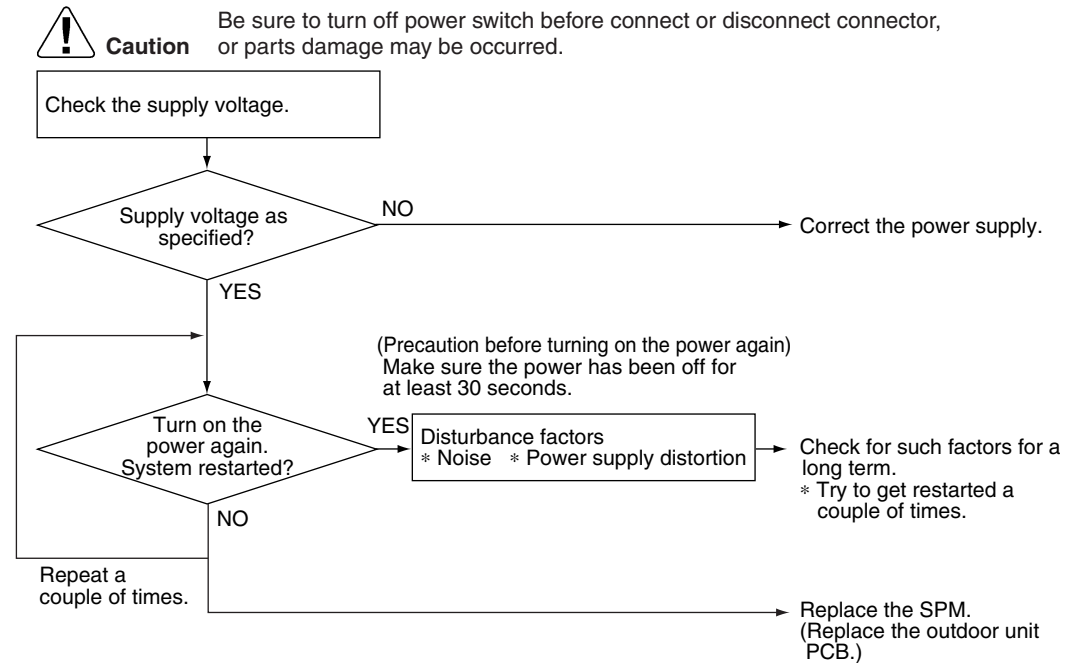 Be sure to turn off power switch before connect or disconnect connector,
Caution
or parts damage may be occurred.
Check the supply voltage.
Supply voltage as
specified?
NO
Correct the power supply.
YES
(Precaution before turning on the power again)
Make sure the power has been off for
at least 30 seconds.
Turn on the
power again.
System restarted?
YES
Disturbance factors
* Noise * Power supply distortion
Check for such factors for a
long term.
* Try to get restarted a
couple of times.
NO
Repeat a
couple of times.
Replace the SPM.
(Replace the outdoor unit
PCB.)